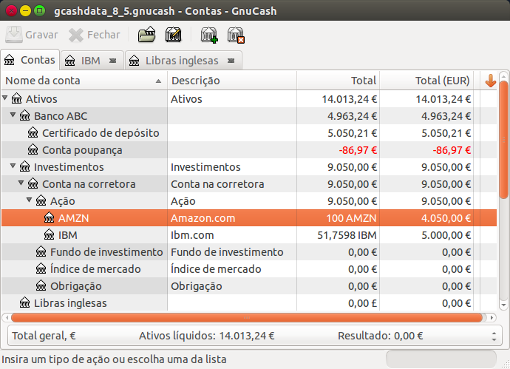 gcashdata_8_5.gnucash - Contas - GnuCash
Gravar Fechar
Contas IBM Libras inglesas
Nome da conta Descrição Total Total (EUR)
Ativos Ativos 14.013,24 € 14.013,24 €
Banco ABC 4.963,24 € 4.963,24 €
Certificado de depósito 5.050,21 € 5.050,21 €
Conta poupança -86,97 € -86,97 €
Investimentos Investimentos 9.050,00 € 9.050,00 €
Conta na corretora Conta na corretora 9.050,00 € 9.050,00 €
Ação Ação 9.050,00 € 9.050,00 €
AMZN Amazon.com 100 AMZN 4.050,00 €
IBM Ibm.com 51,7598 IBM 5.000,00 €
Fundo de investimento Fundo de investimento 0,00 € 0,00 €
Índice de mercado Índice de mercado 0,00 € 0,00 €
Obrigação Obrigação 0,00 € 0,00 €
Libras inglesas 0,00 £ 0,00 €
Total geral, € Ativos líquidos: 14.013,24 € Resultado: 0,00 €
Insira um tipo de ação ou escolha uma da lista